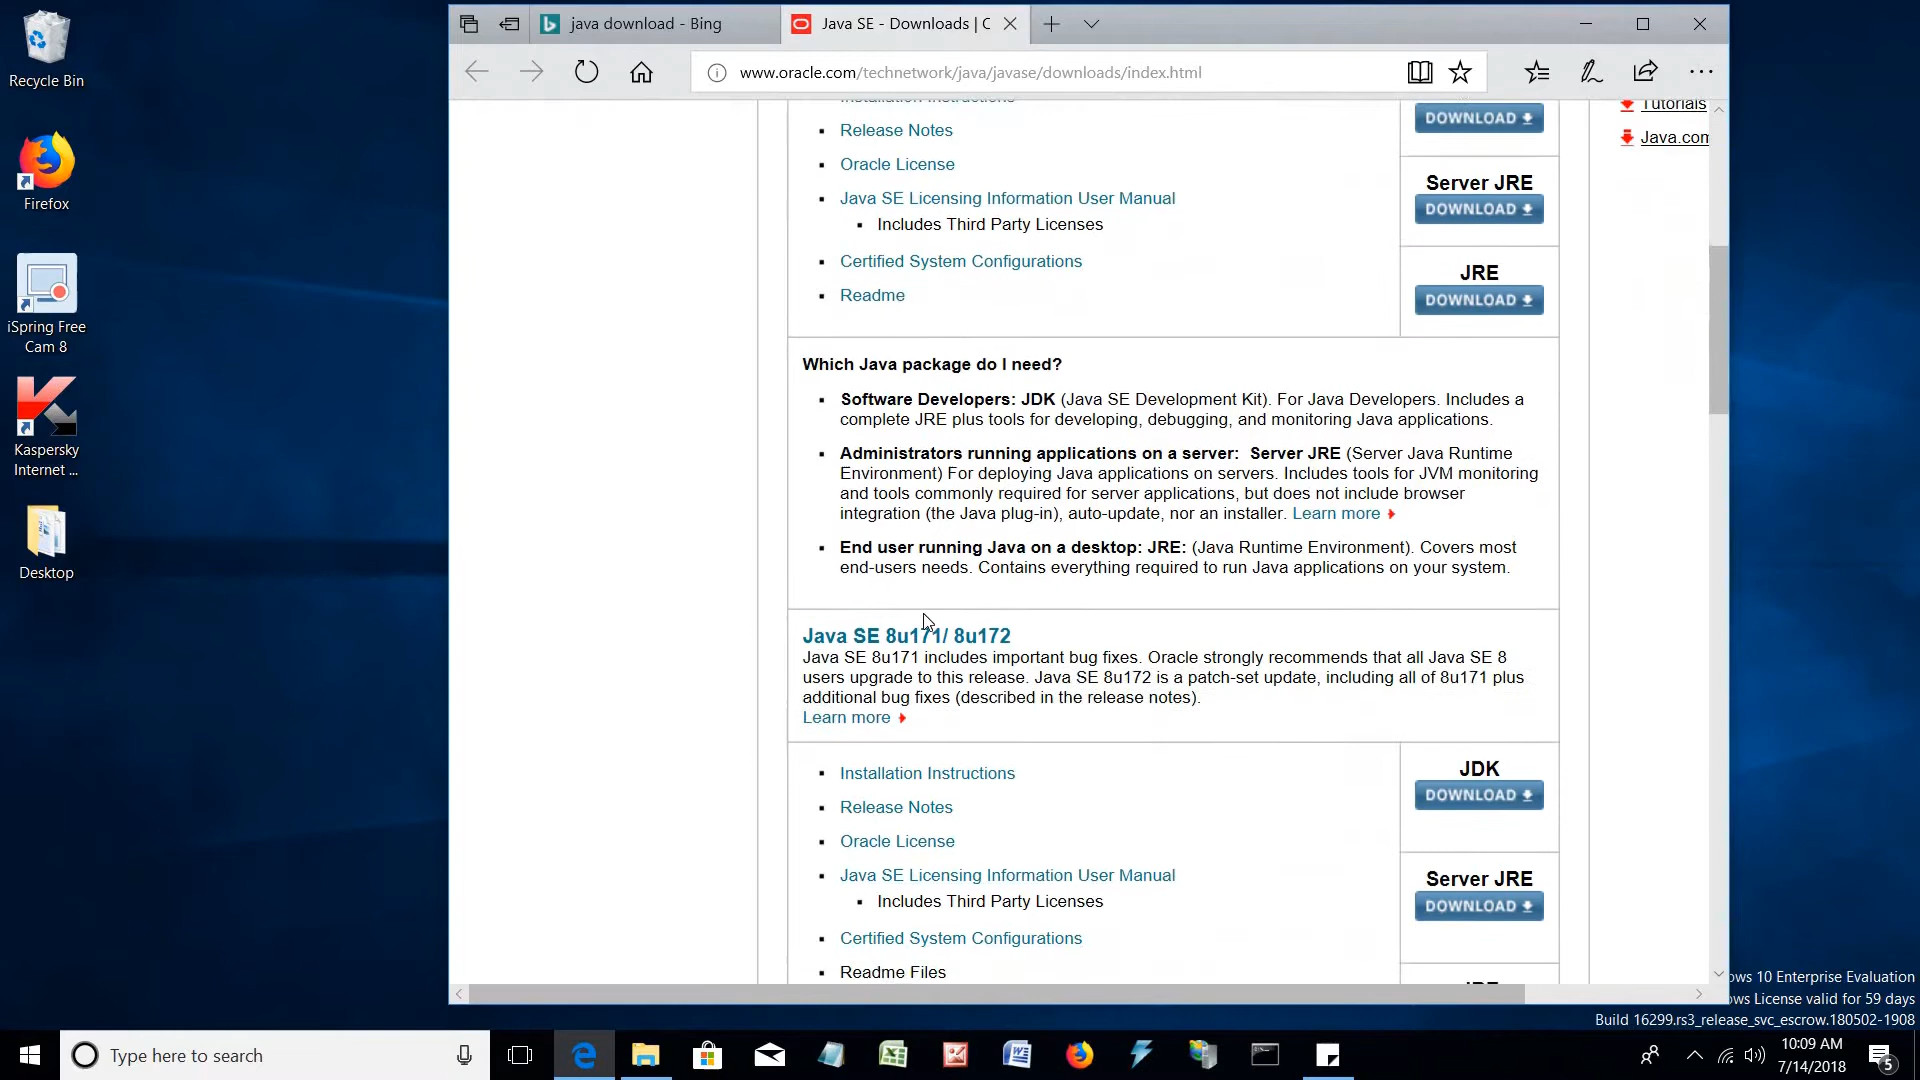 Recycle Bin
Firefox
iSpring Free
Cam 8
Kaspersky
Internet ...
Desktop
java download - Bing
Java SE - Downloads | C
www.oracle.com/technetwork/java/javase/downloads/index.html
Installation Instructions
Release Notes
Oracle License
Java SE Licensing Information User Manual
Includes Third Party Licenses
Certified System Configurations
Readme
DOWNLOAD
Server JRE
DOWNLOAD
JRE
DOWNLOAD
Tutorials
Java.com
Which Java package do I need?
Software Developers: JDK (Java SE Development Kit). For Java Developers. Includes a
complete JRE plus tools for developing, debugging, and monitoring Java applications.
Administrators running applications on a server: Server JRE (Server Java Runtime
Environment) For deploying Java applications on servers. Includes tools for JVM monitoring
and tools commonly required for server applications, but does not include browser
integration (the Java plug-in), auto-update, nor an installer. Learn more
End user running Java on a desktop: JRE: (Java Runtime Environment). Covers most
end-users needs. Contains everything required to run Java applications on your system.
Java SE 8u171/ 8u172
Java SE 8u171 includes important bug fixes. Oracle strongly recommends that all Java SE 8
users upgrade to this release. Java SE 8u172 is a patch-set update, including all of 8u171 plus
additional bug fixes (described in the release notes).
Learn more
Installation Instructions
Release Notes
Oracle License
Java SE Licensing Information User Manual
Includes Third Party Licenses
Certified System Configurations
Readme Files
JDK
DOWNLOAD
Server JRE
DOWNLOAD
ows 10 Enterprise Evaluation
ows License valid for 59 days
Build 16299.rs3_release_svc_escrow.180502-1908
Type here to search
10:09 AM
7/14/2018
5